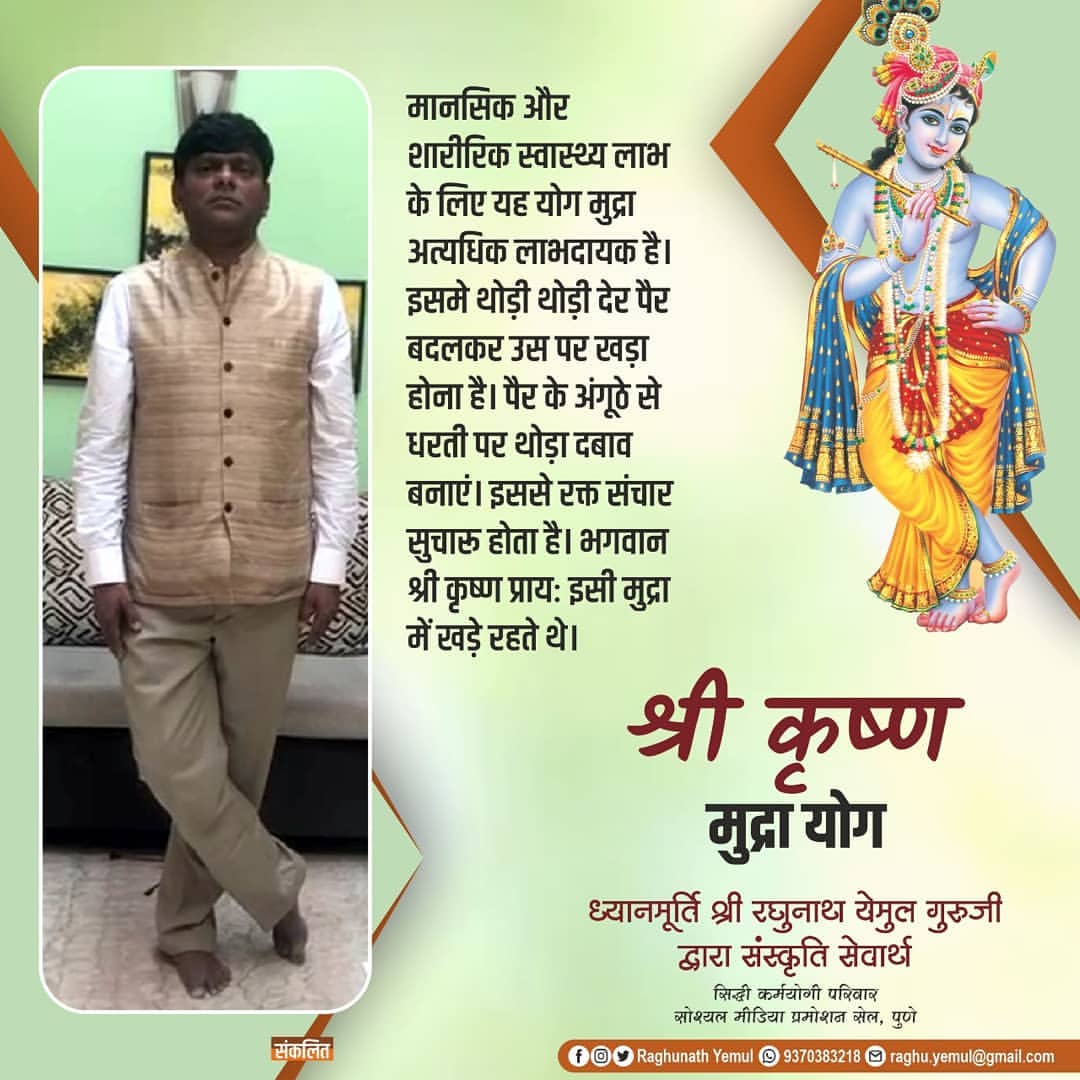 मानसिक और
शारीरिक स्वास्थ्य लाभ
के लिए यह योग मुद्रा
अत्यधिक लाभदायक है।
इसमे थोड़ी थोड़ी देर पैर
बदलकर उस पर खड़ा
होना है। पैर के अंगूठे से
धरती पर थोड़ा दबाव
बनाएं। इससे रक्त संचार
सुचारू होता है। भगवान
श्री कृष्ण प्राय: इसी मुद्रा
में खड़े रहते थे।
श्री कृष्ण
मुद्रा योग
ध्यानमूर्ति श्री रघुनाथ येमुल गुरुजी
द्वारा संस्कृति सेवार्थ
सिद्धी कर्मयोगी परिवार
सोश्यल मीडिया प्रमोशन सेल, पुणे
संकलित
Raghunath Yemul 9370383218 raghu.yemul@gmail.com